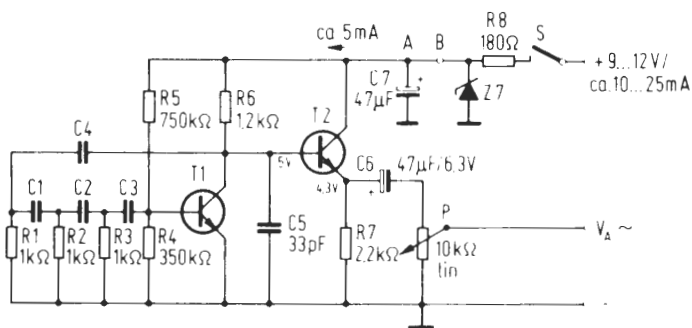 ca 5mA
A
B
R8
180Ω
S
+ 9...12V/
ca.10...25mA
C7
+
47µF
Z7
R5
750kΩ
R6
1,2kΩ
T2
C4
5V
4.3V
C6
+
47µF/6,3V
T1
C1
C2
C3
C5
33pF
R1
1kΩ
R2
1kΩ
R3
1kΩ
R4
350kΩ
R7
2,2kΩ
P
10kΩ
lin
VA ~